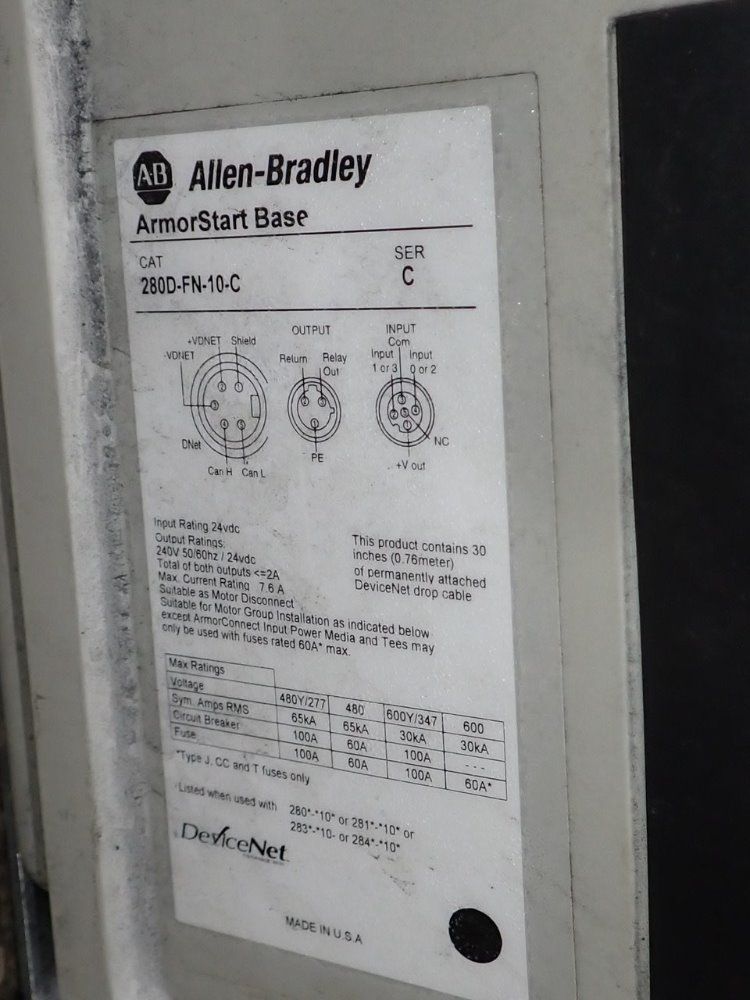 AB Allen-Bradley
ArmorStart Base
CAT
280D-FN-10-C
SER
C
+VDNET Shield
-VDNET
DNet
Can H Can L
OUTPUT
Return Relay
Out
PE
INPUT
Com
Input Input
1 or 3 0 or 2
NC
+V out
Input Rating 24vdc
Output Ratings:
240V 50/60hz / 24vdc
Total of both outputs <=2A
Max. Current Rating 7.6 A
Suitable as Motor Disconnect
Suitable for Motor Group Installation as indicated below
except ArmorConnect Input Power Media and Tees may
only be used with fuses rated 60A* max.
This product contains 30
inches (0.76meter)
of permanently attached
DeviceNet drop cable
Max Ratings
Voltage 480Y/277 480 600Y/347 600
Sym. Amps RMS 65kA 65kA 30kA 30kA
Circuit Breaker 100A 60A 100A ---
Fuse 100A 60A 100A 60A*
*Type J, CC and T fuses only
Listed when used with 280*-*10* or 281*-*10* or
283*-*10- or 284*-*10*
DeviceNet
MADE IN U.S.A